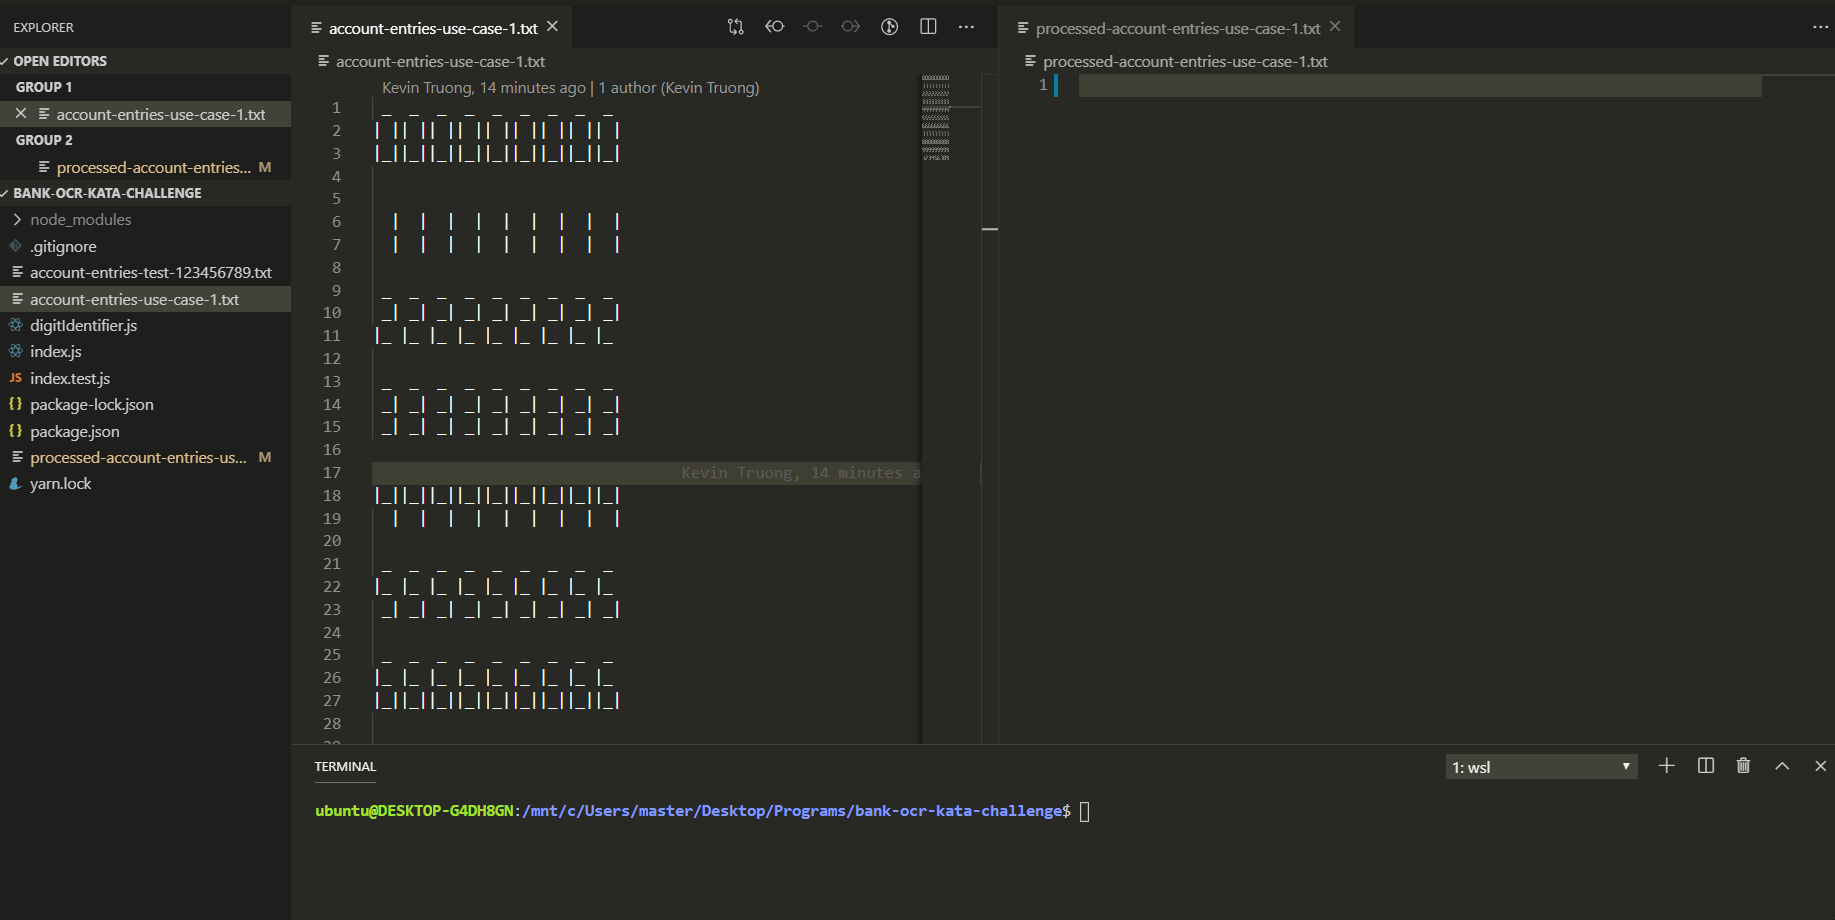 EXPLORER
OPEN EDITORS
GROUP 1
account-entries-use-case-1.txt
GROUP 2
processed-account-entries... M
BANK-OCR-KATA-CHALLENGE
node_modules
.gitignore
account-entries-test-123456789.txt
account-entries-use-case-1.txt
digitIdentifier.js
index.js
JS index.test.js
{} package-lock.json
{} package.json
processed-account-entries-us... M
yarn.lock
account-entries-use-case-1.txt
account-entries-use-case-1.txt
Kevin Truong, 14 minutes ago | 1 author (Kevin Truong)
1  _  _  _  _  _  _  _  _  _
2 | || || || || || || || || |
3 |_||_||_||_||_||_||_||_||_|
4
5
6   |  |  |  |  |  |  |  |  |
7   |  |  |  |  |  |  |  |  |
8
9  _  _  _  _  _  _  _  _  _
10  _| _| _| _| _| _| _| _| _|
11 |_ |_ |_ |_ |_ |_ |_ |_ |_
12
13  _  _  _  _  _  _  _  _  _
14  _| _| _| _| _| _| _| _| _|
15  _| _| _| _| _| _| _| _| _|
16
17 Kevin Truong, 14 minutes a
18 |_||_||_||_||_||_||_||_||_|
19   |  |  |  |  |  |  |  |  |
20
21  _  _  _  _  _  _  _  _  _
22 |_ |_ |_ |_ |_ |_ |_ |_ |_
23  _| _| _| _| _| _| _| _| _|
24
25  _  _  _  _  _  _  _  _  _
26 |_ |_ |_ |_ |_ |_ |_ |_ |_
27 |_||_||_||_||_||_||_||_||_|
28
processed-account-entries-use-case-1.txt
processed-account-entries-use-case-1.txt
1
TERMINAL
1: wsl
ubuntu@DESKTOP-G4DH8GN:/mnt/c/Users/master/Desktop/Programs/bank-ocr-kata-challenge$